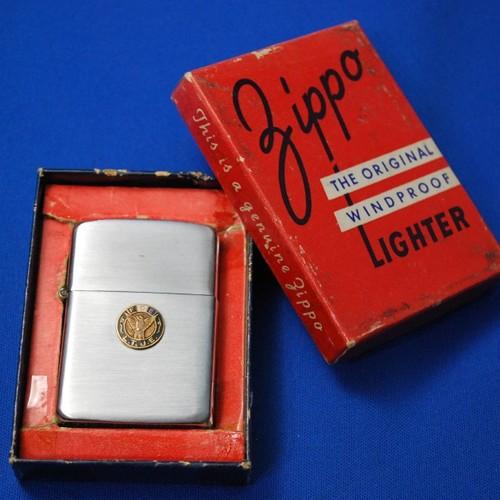 Zippo
THE ORIGINAL
WINDPROOF
LIGHTER
This is a genuine Zippo